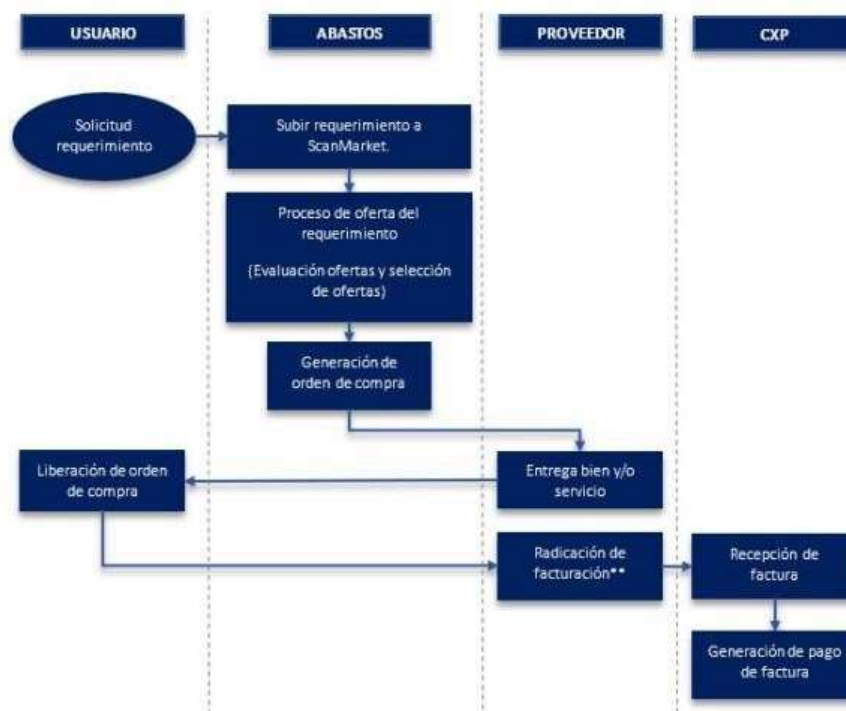 USUARIO
ABASTOS
PROVEEDOR
CXP
Solicitud
requerimiento
Subir requerimiento a
ScanMarket.
Proceso de oferta del
requerimiento
(Evaluación ofertas y selección
de ofertas)
Generación de
orden de compra
Liberación de orden
de compra
Entrega bien y/o
servicio
Radicación de
facturación**
Recepción de
factura
Generación de pago
de factura